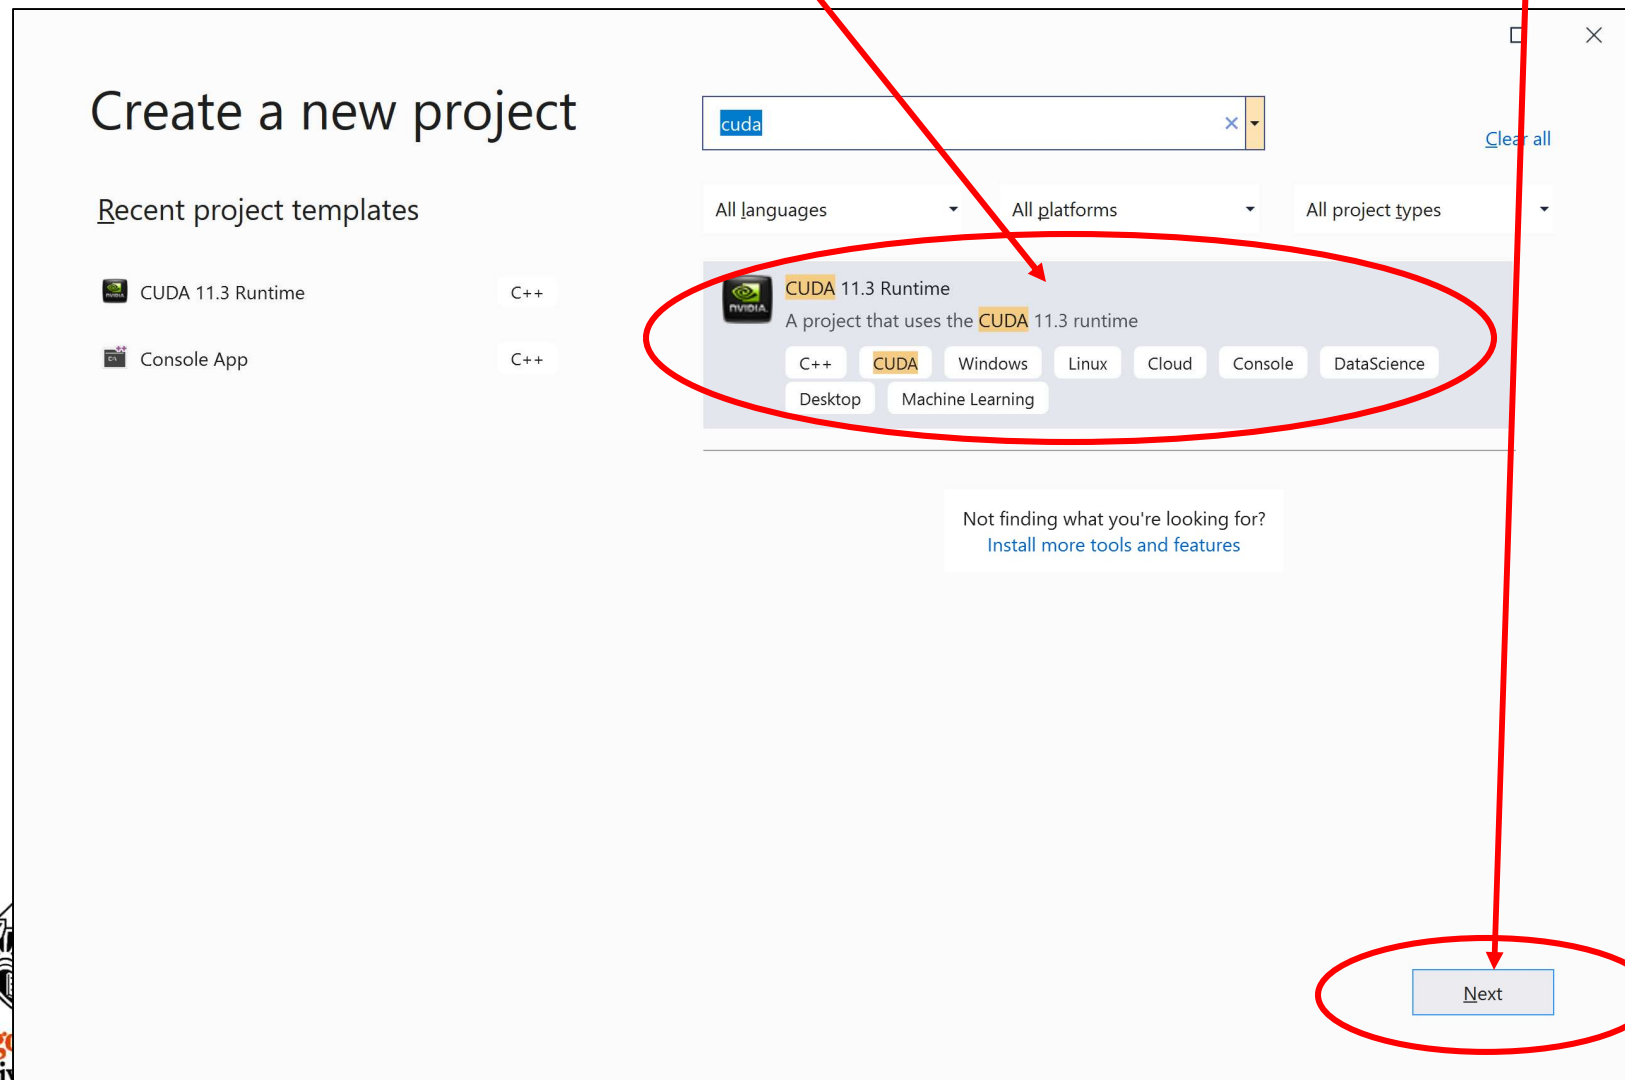 Create a new project
cuda
Clear all
Recent project templates
All languages
All platforms
All project types
CUDA 11.3 Runtime
C++
Console App
C++
NVIDIA.
CUDA 11.3 Runtime
A project that uses the CUDA 11.3 runtime
C++ CUDA Windows Linux Cloud Console DataScience
Desktop Machine Learning
Not finding what you're looking for?
Install more tools and features
Next